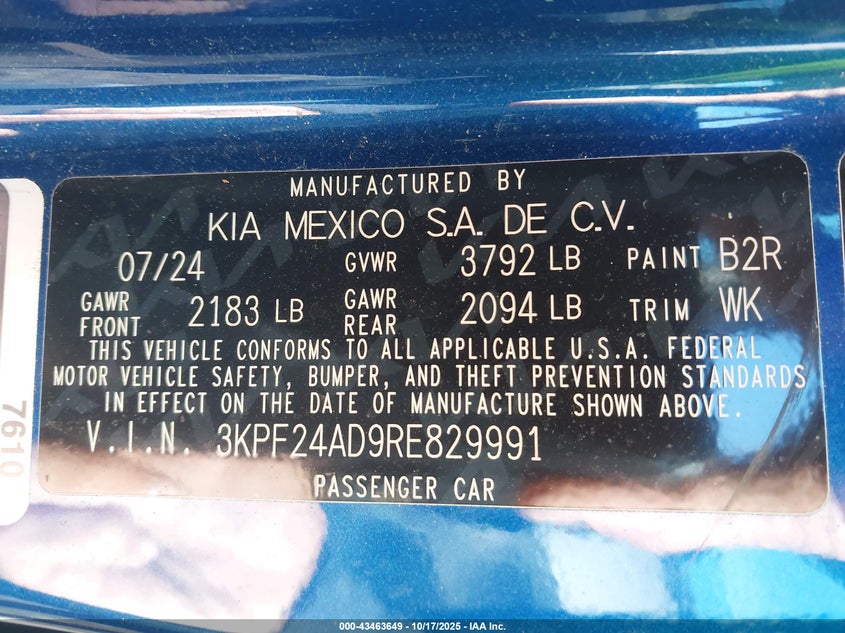 MANUFACTURED BY
KIA MEXICO S.A. DE C.V.
07/24 GVWR 3792 LB PAINT B2R
GAWR FRONT 2183 LB GAWR REAR 2094 LB TRIM WK
THIS VEHICLE CONFORMS TO ALL APPLICABLE U.S.A. FEDERAL
MOTOR VEHICLE SAFETY, BUMPER, AND THEFT PREVENTION STANDARDS
IN EFFECT ON THE DATE OF MANUFACTURE SHOWN ABOVE.
V.I.N. 3KPF24AD9RE829991
PASSENGER CAR
7610
000-43463649 - 10/17/2025 - IAA Inc.